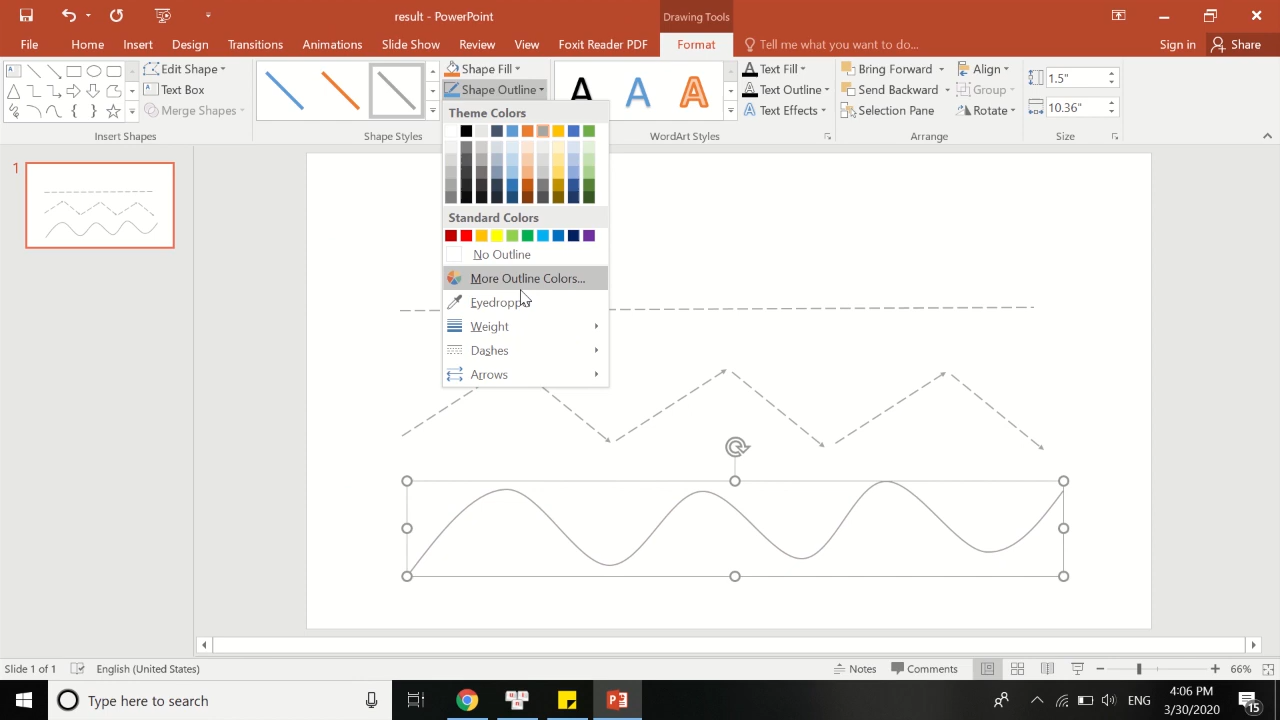 result - PowerPoint
Drawing Tools
File Home Insert Design Transitions Animations Slide Show Review View Foxit Reader PDF Format Tell me what you want to do... Sign in Share
Edit Shape
Text Box
Merge Shapes
Insert Shapes
Shape Styles
Shape Fill
Shape Outline
A A A
WordArt Styles
Text Fill
Text Outline
Text Effects
Bring Forward
Send Backward
Selection Pane
Align
Group
Rotate
Arrange
1.5"
10.36"
Size
Theme Colors
Standard Colors
No Outline
More Outline Colors...
Eyedropper
Weight
Dashes
Arrows
1
Slide 1 of 1 English (United States) Notes Comments 66%
Type here to search
ENG
4:06 PM
3/30/2020
15